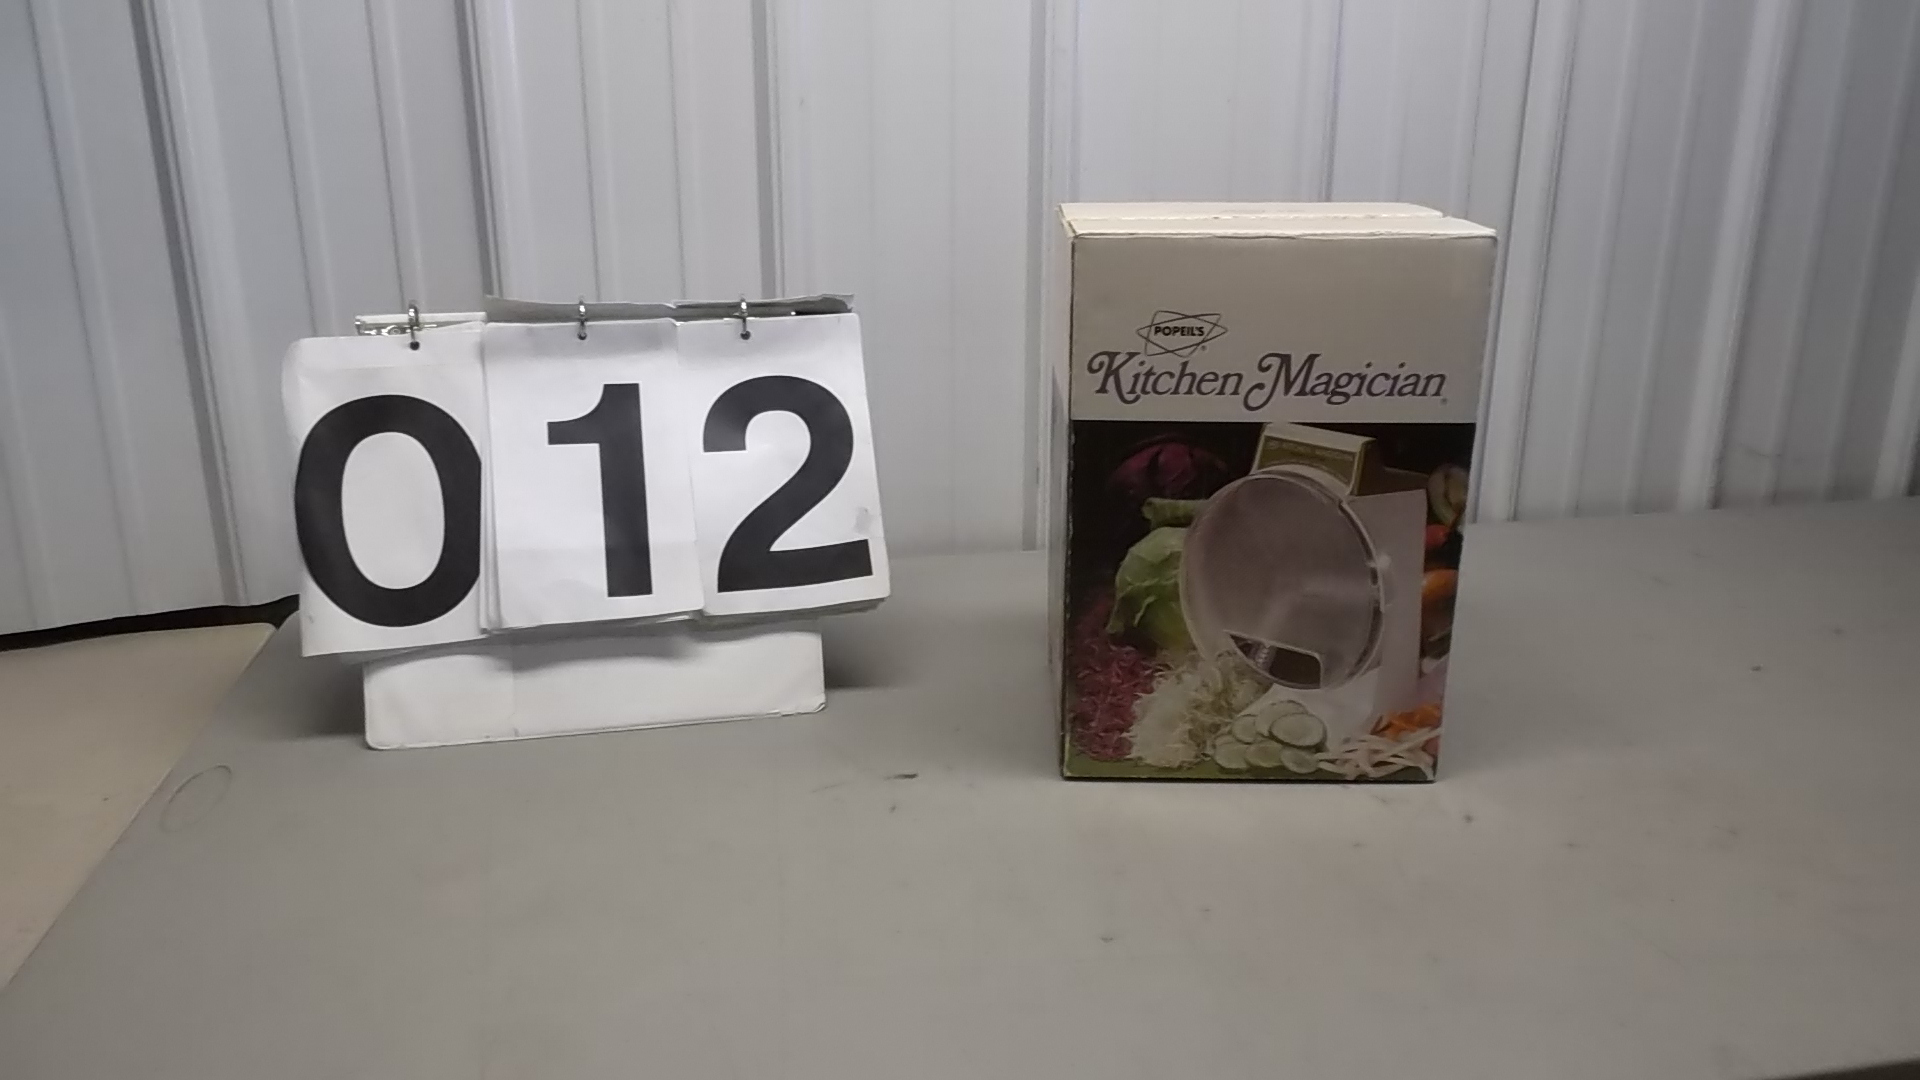 012
POPEIL'S
Kitchen Magician